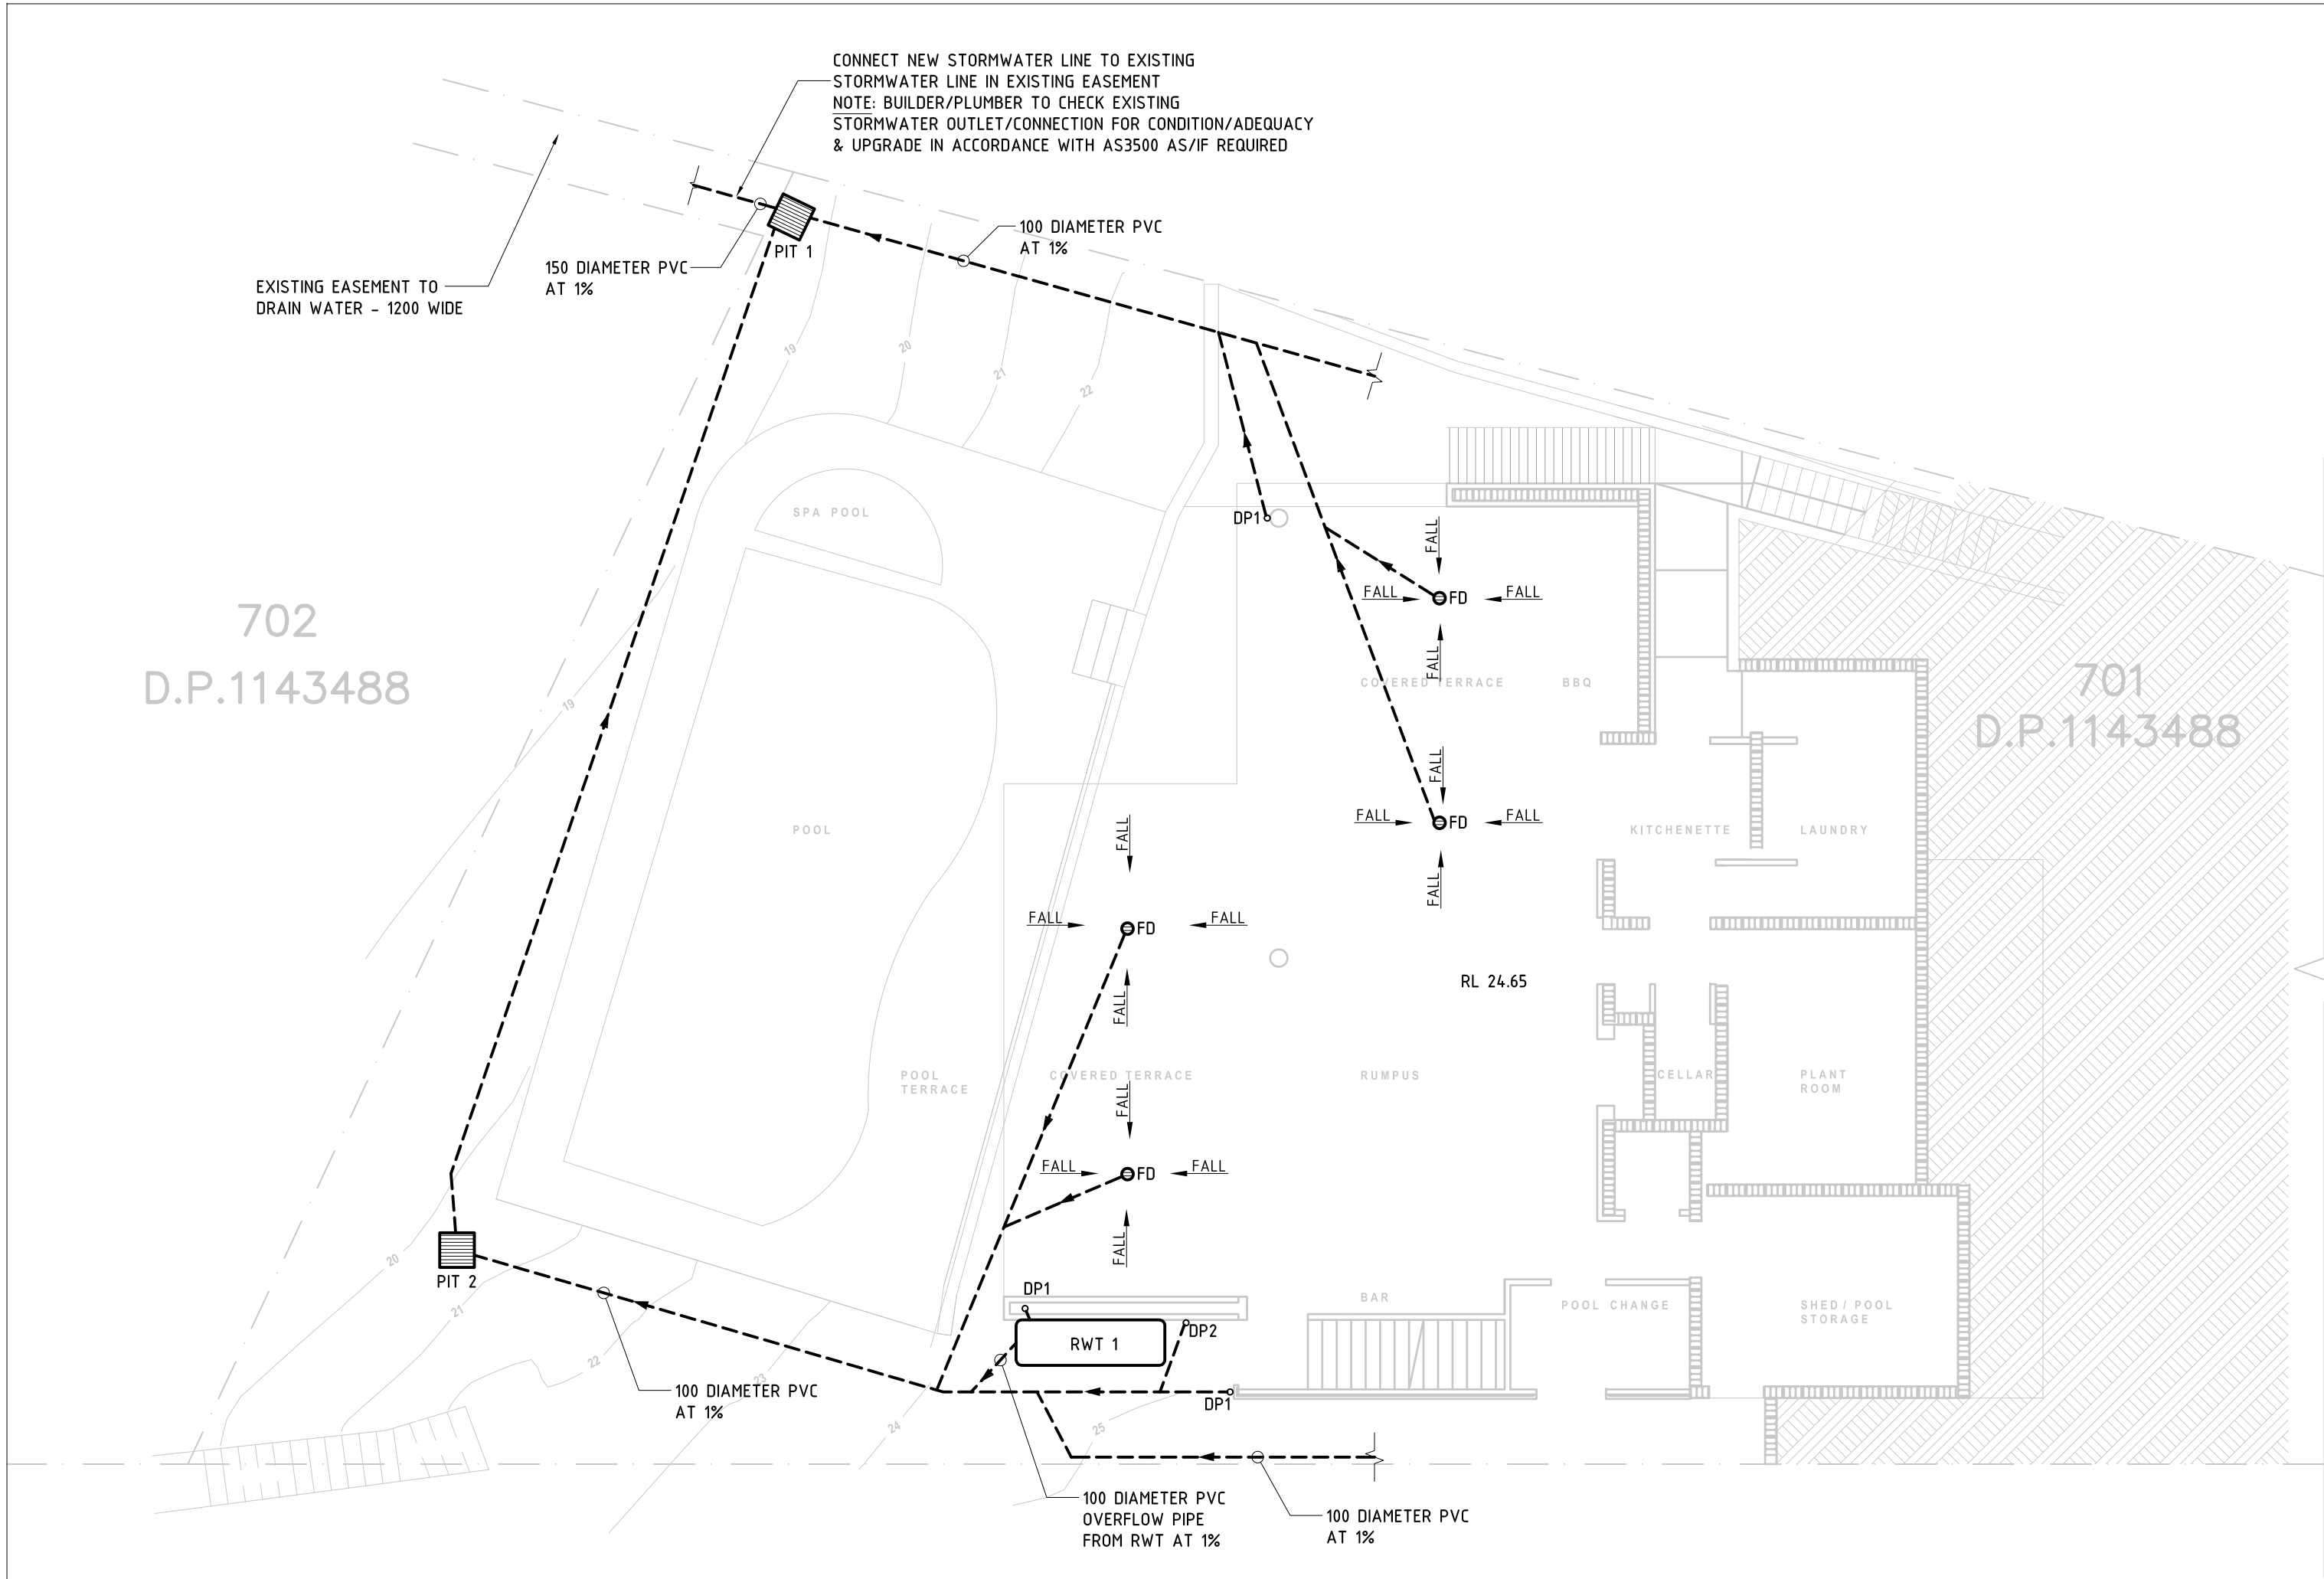 CONNECT NEW STORMWATER LINE TO EXISTING
STORMWATER LINE IN EXISTING EASEMENT
NOTE: BUILDER/PLUMBER TO CHECK EXISTING
STORMWATER OUTLET/CONNECTION FOR CONDITION/ADEQUACY
& UPGRADE IN ACCORDANCE WITH AS3500 AS/IF REQUIRED
100 DIAMETER PVC
AT 1%
PIT 1
150 DIAMETER PVC
AT 1%
EXISTING EASEMENT TO
DRAIN WATER - 1200 WIDE
19
20
21
22
SPA POOL
DP1
FALL
FALL
FD
FALL
FALL
702
D.P.1143488
COVERED TERRACE
BBQ
701
D.P.1143488
19
FALL
FALL
FD
FALL
FALL
POOL
KITCHENETTE
LAUNDRY
FALL
FALL
FD
FALL
FALL
RL 24.65
POOL
TERRACE
COVERED TERRACE
RUMPUS
CELLAR
PLANT
ROOM
FALL
FALL
FD
FALL
FALL
20
PIT 2
21
DP1
BAR
POOL CHANGE
SHED / POOL
STORAGE
RWT 1
DP2
22
23
100 DIAMETER PVC
AT 1%
DP1
24
25
100 DIAMETER PVC
OVERFLOW PIPE
FROM RWT AT 1%
100 DIAMETER PVC
AT 1%